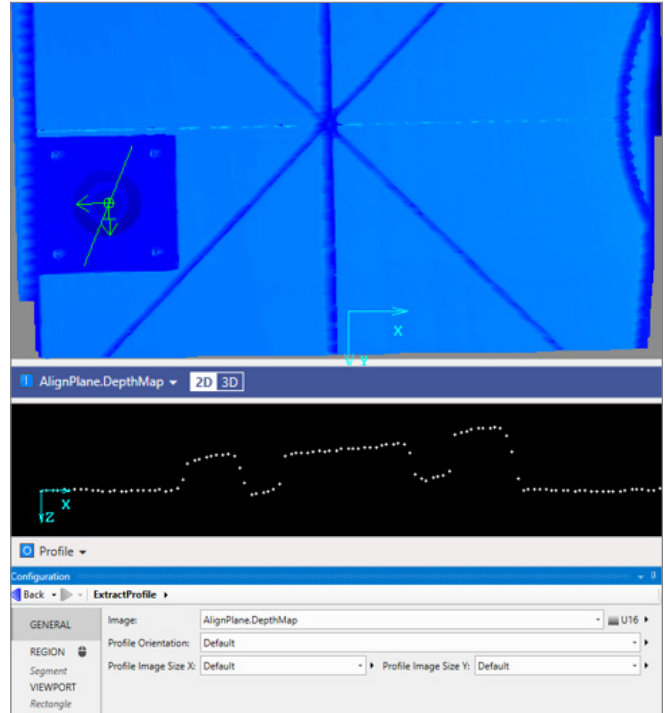 X
Y
AlignPlane.DepthMap 2D 3D
X
Z
Profile
Configuration
Back ExtractProfile
GENERAL
Image: AlignPlane.DepthMap U16
Profile Orientation: Default
REGION
Profile Image Size X: Default Profile Image Size Y: Default
Segment
VIEWPORT
Rectangle